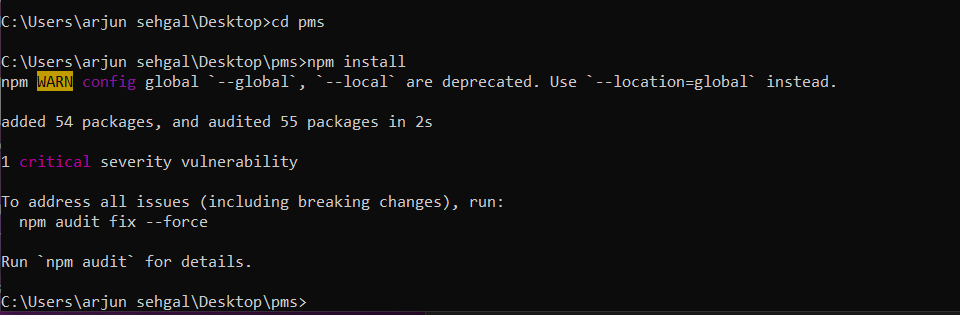 C:\Users\arjun sehgal\Desktop>cd pms
C:\Users\arjun sehgal\Desktop\pms>npm install
npm WARN config global `--global`, `--local` are deprecated. Use `--location=global` instead.
added 54 packages, and audited 55 packages in 2s
1 critical severity vulnerability
To address all issues (including breaking changes), run:
  npm audit fix --force
Run `npm audit` for details.
C:\Users\arjun sehgal\Desktop\pms>